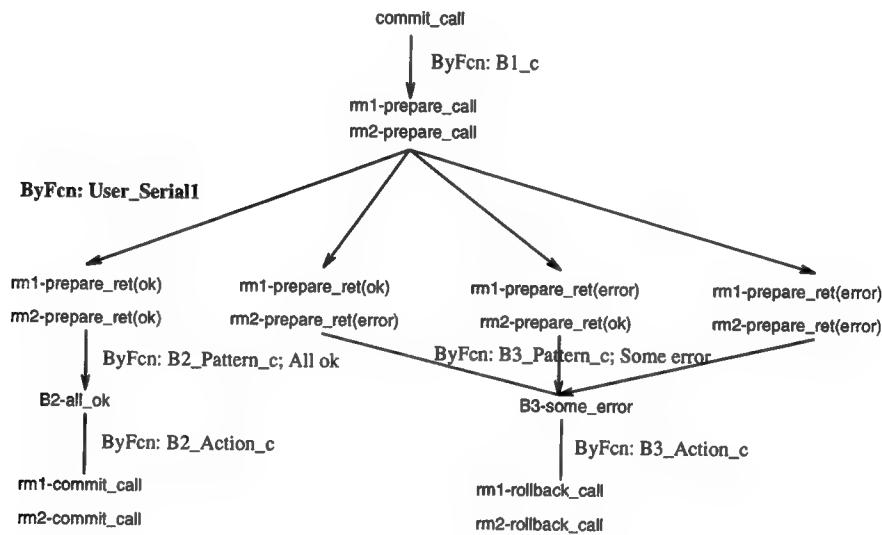 commit_call
ByFcn: B1_c
rm1-prepare_call
rm2-prepare_call
ByFcn: User_Serial1
rm1-prepare_ret(ok) rm1-prepare_ret(ok) rm1-prepare_ret(error) rm1-prepare_ret(error)
rm2-prepare_ret(ok) rm2-prepare_ret(error) rm2-prepare_ret(ok) rm2-prepare_ret(error)
ByFcn: B2_Pattern_c; All ok ByFcn: B3_Pattern_c; Some error
B2-all_ok B3-some_error
ByFcn: B2_Action_c ByFcn: B3_Action_c
rm1-commit_call rm1-rollback_call
rm2-commit_call rm2-rollback_call